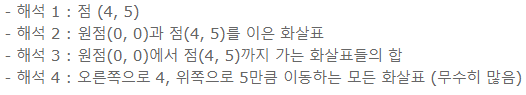 - 해석 1 : 점 (4, 5)
- 해석 2 : 원점(0, 0)과 점(4, 5)를 이은 화살표
- 해석 3 : 원점(0, 0)에서 점(4, 5)까지 가는 화살표들의 합
- 해석 4 : 오른쪽으로 4, 위쪽으로 5만큼 이동하는 모든 화살표 (무수히 많음)